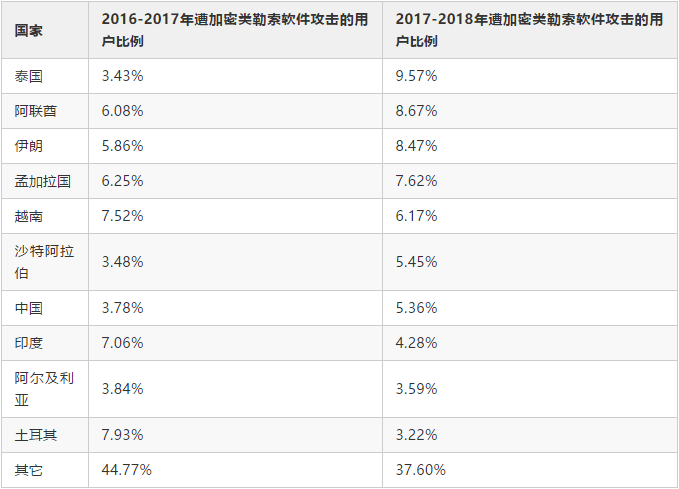 国家
2016-2017年遭加密类勒索软件攻击的用
户比例
2017-2018年遭加密类勒索软件攻击的用
户比例
泰国
3.43%
9.57%
阿联酋
6.08%
8.67%
伊朗
5.86%
8.47%
孟加拉国
6.25%
7.62%
越南
7.52%
6.17%
沙特阿拉
伯
3.48%
5.45%
中国
3.78%
5.36%
印度
7.06%
4.28%
阿尔及利
亚
3.84%
3.59%
土耳其
7.93%
3.22%
其它
44.77%
37.60%